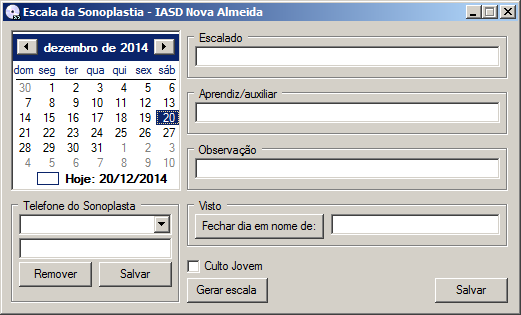 Escala da Sonoplastia - IASD Nova Almeida
dezembro de 2014
dom seg ter qua qui sex sáb
30 1 2 3 4 5 6
7 8 9 10 11 12 13
14 15 16 17 18 19 20
21 22 23 24 25 26 27
28 29 30 31 1 2 3
4 5 6 7 8 9 10
Hoje: 20/12/2014
Escalado
Aprendiz/auxiliar
Observação
Telefone do Sonoplasta
Remover
Salvar
Visto
Fechar dia em nome de:
Culto Jovem
Gerar escala
Salvar